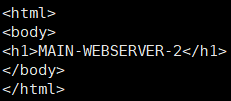 <html>
<body>
<h1>MAIN-WEBSERVER-2</h1>
</body>
</html>